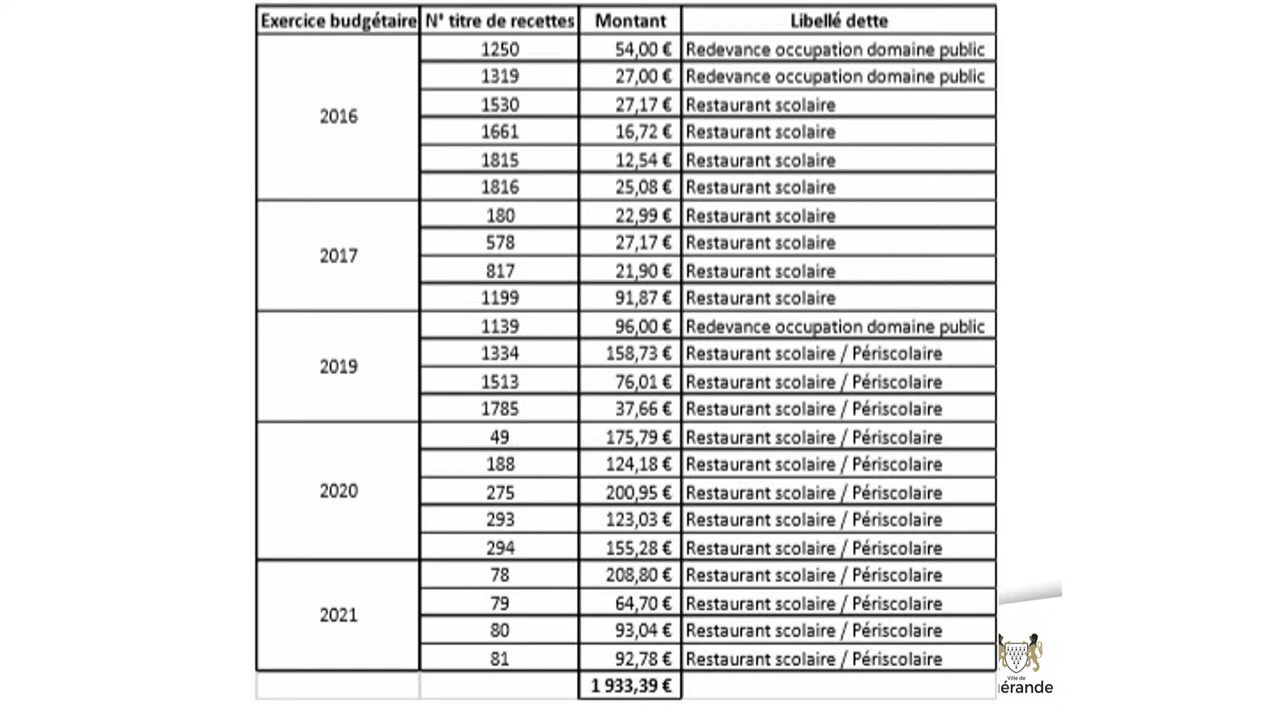 Exercice budgétaire N° titre de recettes Montant Libellé dette
2016
1250 54,00 € Redevance occupation domaine public
1319 27,00 € Redevance occupation domaine public
1530 27,17 € Restaurant scolaire
1661 16,72 € Restaurant scolaire
1815 12,54 € Restaurant scolaire
1816 25,08 € Restaurant scolaire
2017
180 22,99 € Restaurant scolaire
578 27,17 € Restaurant scolaire
817 21,90 € Restaurant scolaire
1199 91,87 € Restaurant scolaire
2019
1139 96,00 € Redevance occupation domaine public
1334 158,73 € Restaurant scolaire / Périscolaire
1513 76,01 € Restaurant scolaire / Périscolaire
1785 37,66 € Restaurant scolaire / Périscolaire
2020
49 175,79 € Restaurant scolaire / Périscolaire
188 124,18 € Restaurant scolaire / Périscolaire
275 200,95 € Restaurant scolaire / Périscolaire
293 123,03 € Restaurant scolaire / Périscolaire
294 155,28 € Restaurant scolaire / Périscolaire
2021
78 208,80 € Restaurant scolaire / Périscolaire
79 64,70 € Restaurant scolaire / Périscolaire
80 93,04 € Restaurant scolaire / Périscolaire
81 92,78 € Restaurant scolaire / Périscolaire
1 933,39 €
Ville de
érande